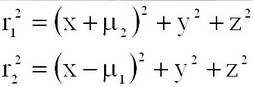 r₁² = (x + μ₂)² + y² + z²
r₂² = (x − μ₁)² + y² + z²